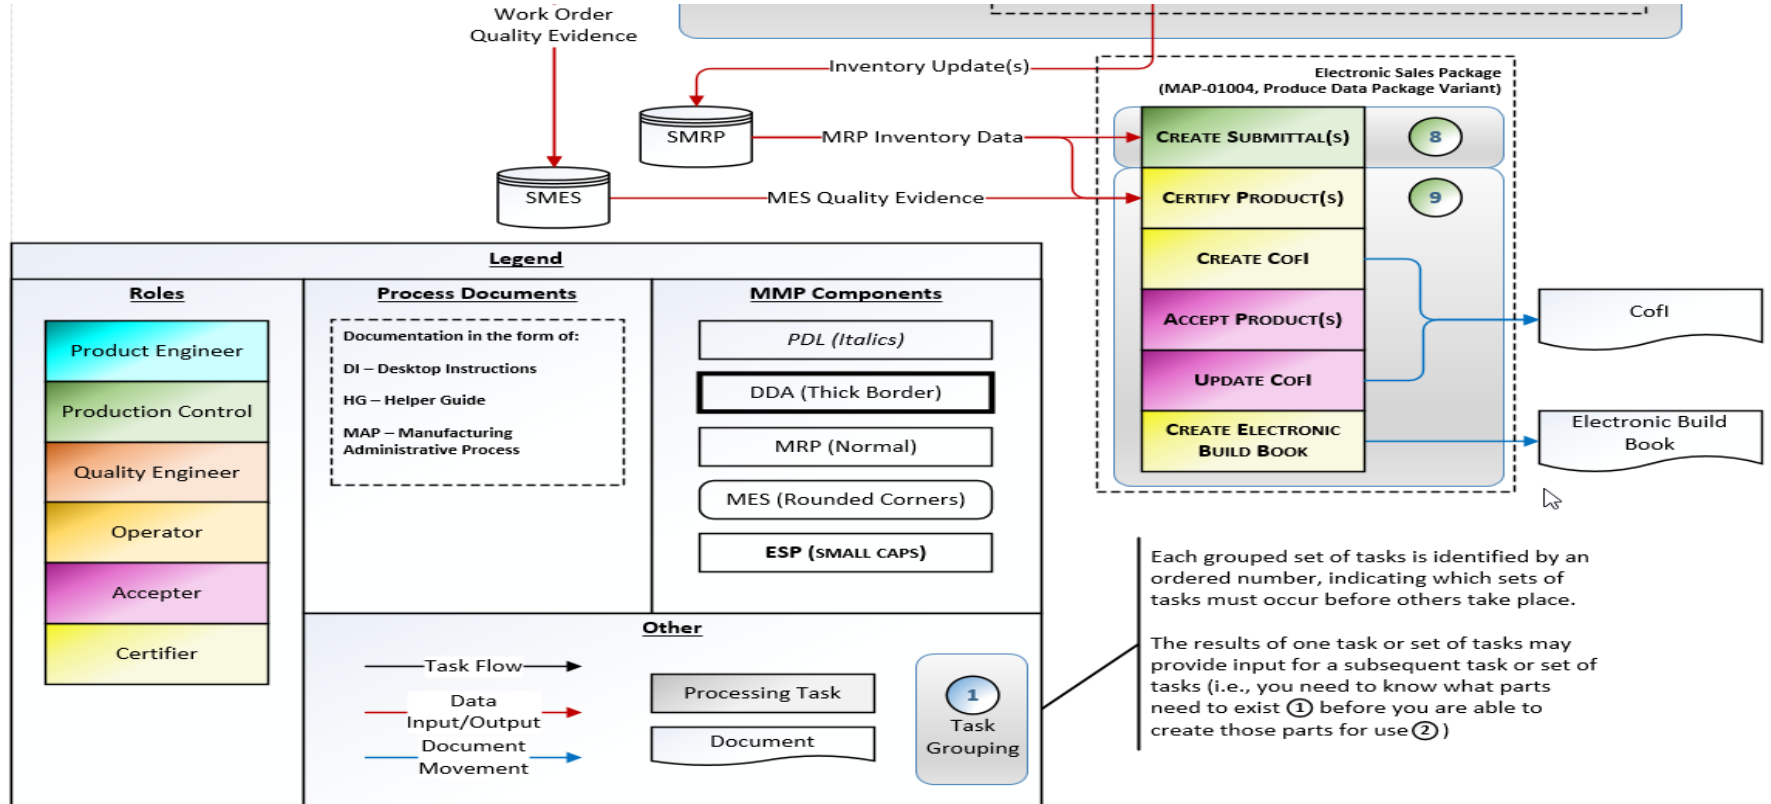 Work Order
Quality Evidence
Inventory Update(s)
Electronic Sales Package
(MAP-01004, Produce Data Package Variant)
SMRP
MRP Inventory Data
CREATE SUBMITTAL(S)
8
SMES
MES Quality Evidence
CERTIFY PRODUCT(S)
9
CREATE COFI
ACCEPT PRODUCT(S)
UPDATE COFI
CREATE ELECTRONIC
BUILD BOOK
CofI
Electronic Build
Book
Legend
Roles
Product Engineer
Production Control
Quality Engineer
Operator
Accepter
Certifier
Process Documents
Documentation in the form of:
DI – Desktop Instructions
HG – Helper Guide
MAP – Manufacturing
Administrative Process
MMP Components
PDL (Italics)
DDA (Thick Border)
MRP (Normal)
MES (Rounded Corners)
ESP (SMALL CAPS)
Other
Task Flow
Data
Input/Output
Document
Movement
Processing Task
Document
1
Task
Grouping
Each grouped set of tasks is identified by an
ordered number, indicating which sets of
tasks must occur before others take place.
The results of one task or set of tasks may
provide input for a subsequent task or set of
tasks (i.e., you need to know what parts
need to exist 1 before you are able to
create those parts for use 2 )